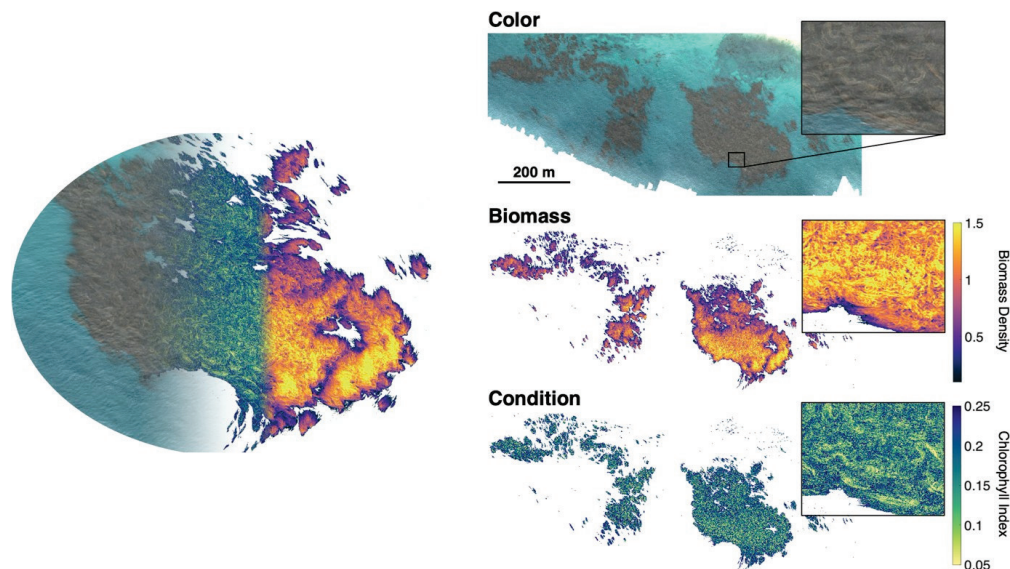 Color
200 m
Biomass
1.5
1
0.5
Biomass Density
Condition
0.25
0.2
0.15
0.1
0.05
Chlorophyll Index